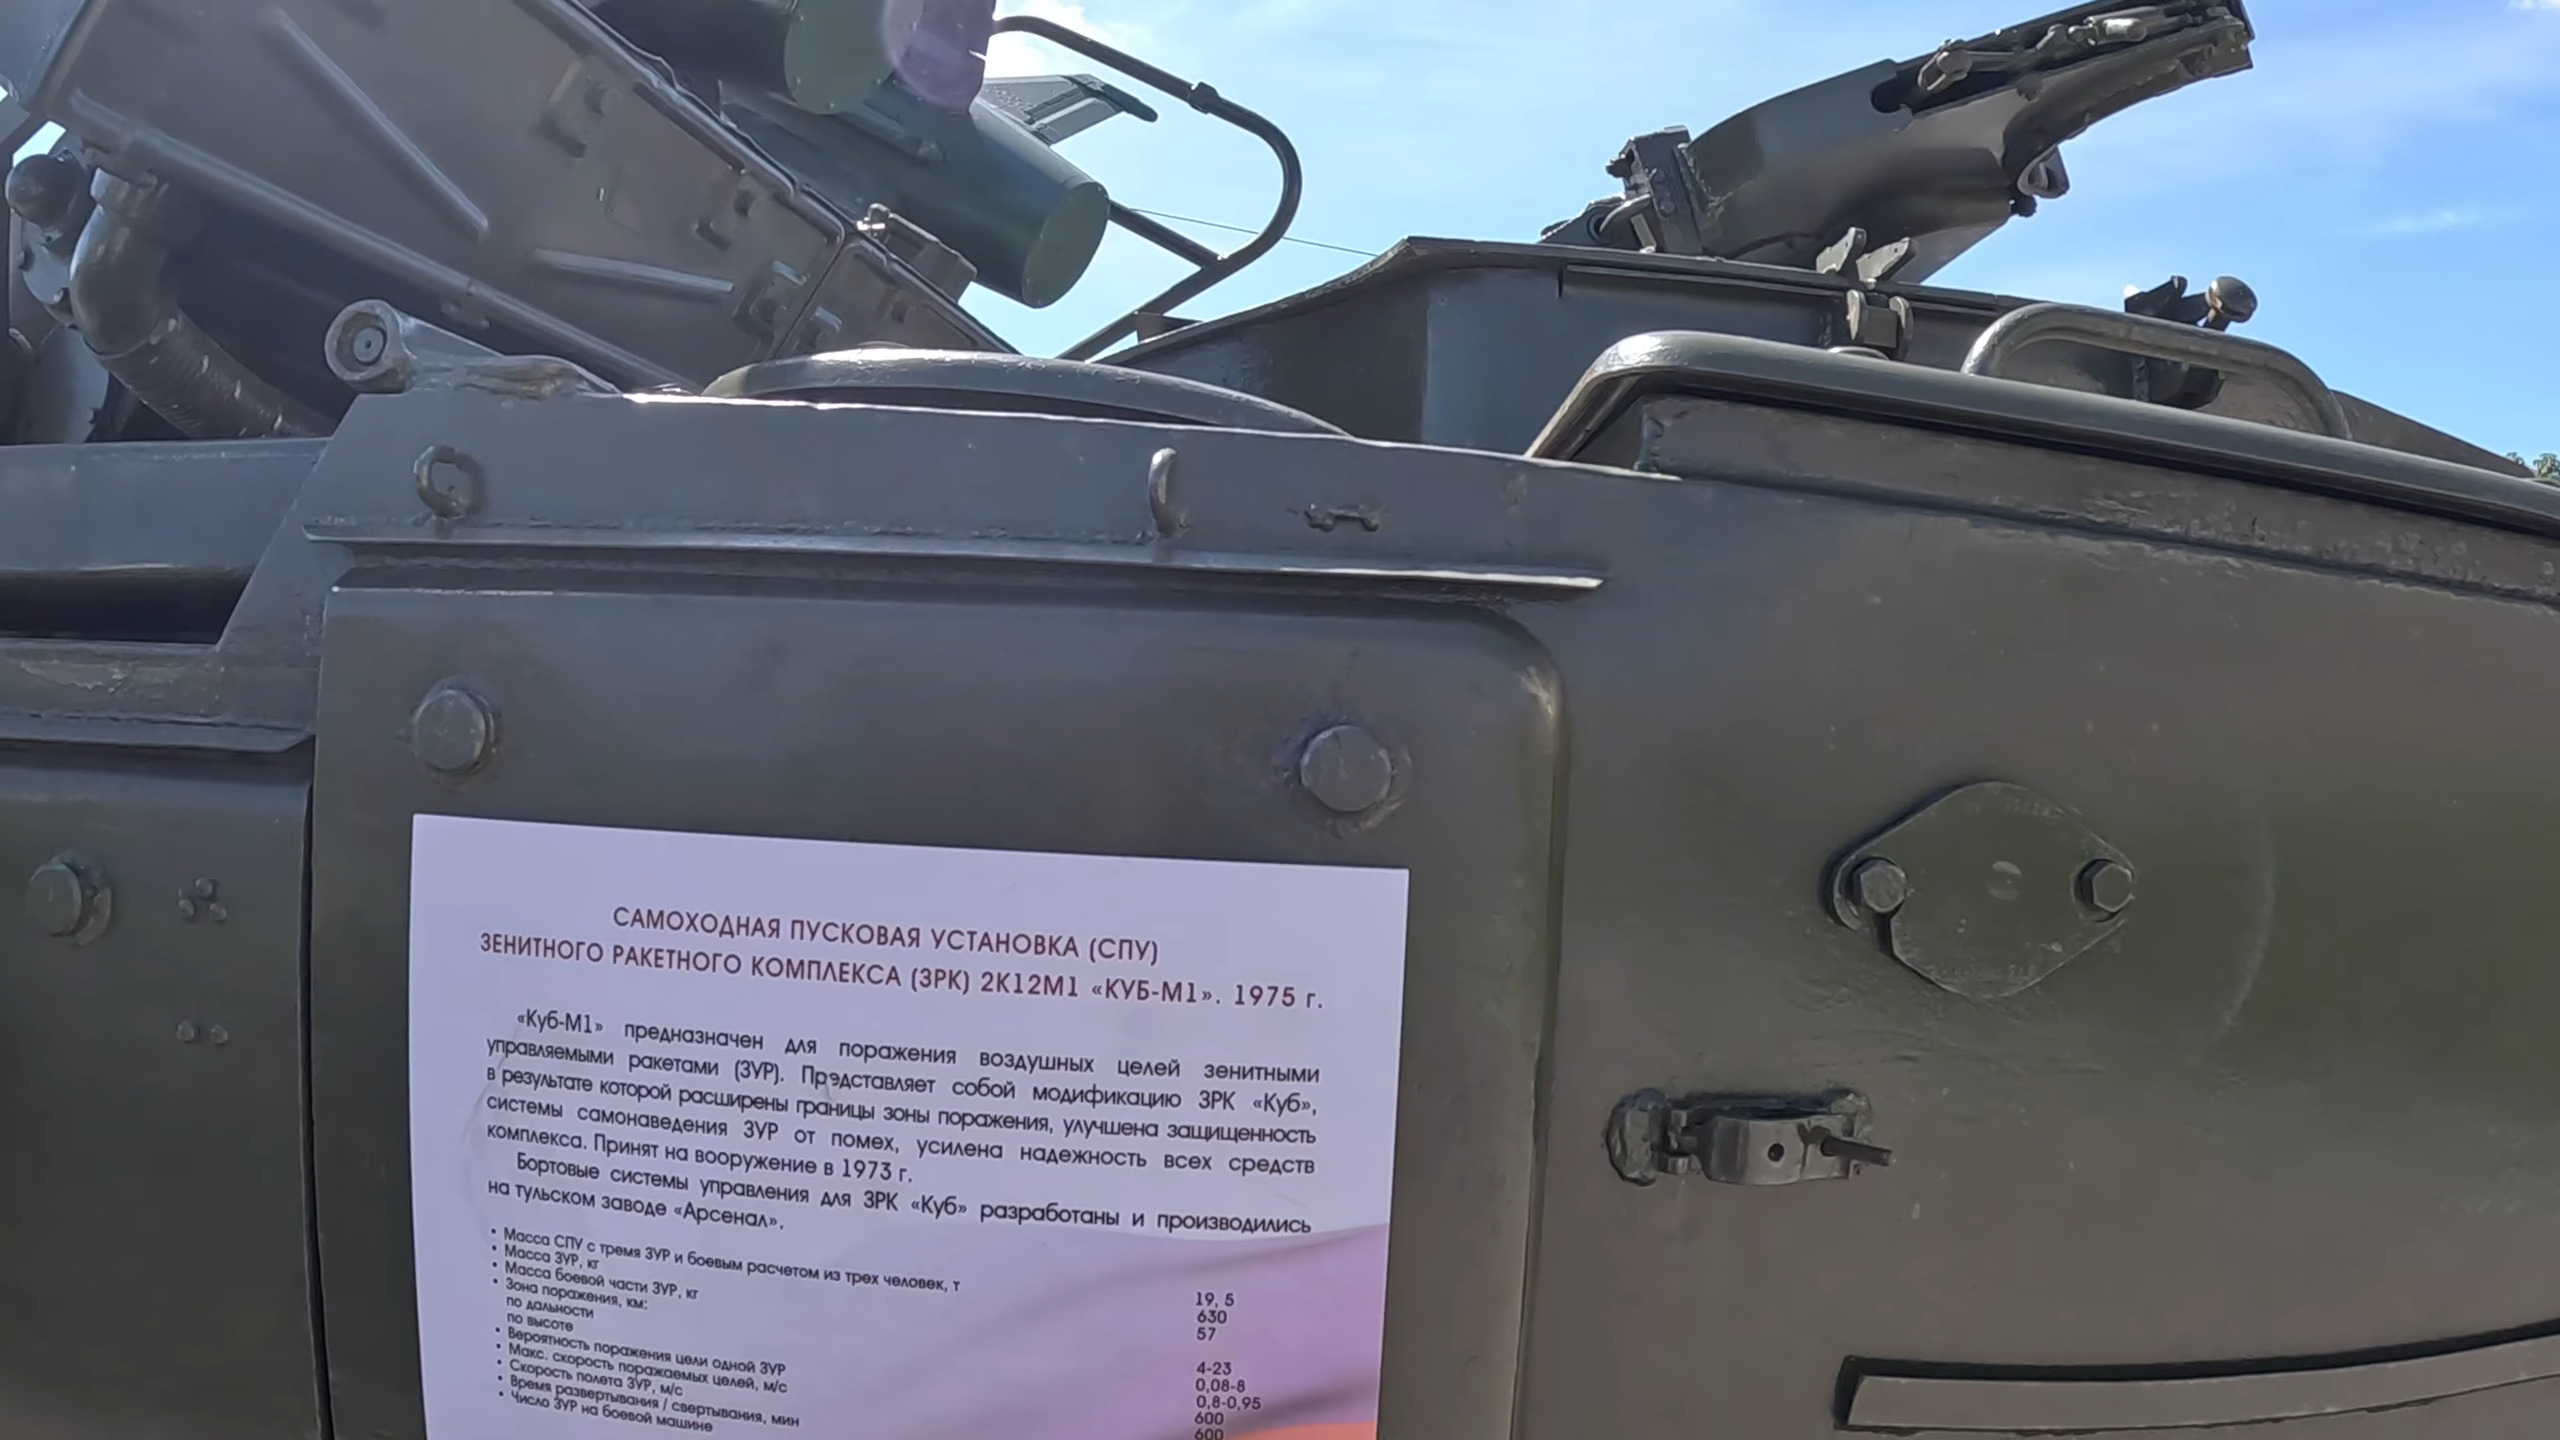 САМОХОДНАЯ ПУСКОВАЯ УСТАНОВКА (СПУ)
ЗЕНИТНОГО РАКЕТНОГО КОМПЛЕКСА (ЗРК) 2К12М1 «КУБ-М1». 1975 г.
«Куб-М1» предназначен для поражения воздушных целей зенитными
управляемыми ракетами (ЗУР). Представляет собой модификацию ЗРК «Куб»,
в результате которой расширены границы зоны поражения, улучшена защищенность
системы самонаведения ЗУР от помех, усилена надежность всех средств
комплекса. Принят на вооружение в 1973 г.
Бортовые системы управления для ЗРК «Куб» разработаны и производились
на тульском заводе «Арсенал».
• Масса СПУ с тремя ЗУР и боевым расчетом из трех человек, т 19, 5
• Масса ЗУР, кг 630
• Масса боевой части ЗУР, кг 57
• Зона поражения, км:
по дальности 4-23
по высоте 0,08-8
• Вероятность поражения цели одной ЗУР 0,8-0,95
• Макс. скорость поражаемых целей, м/с 600
• Скорость полета ЗУР, м/с 600
• Время развертывания / свертывания, мин
• Число ЗУР на боевой машине